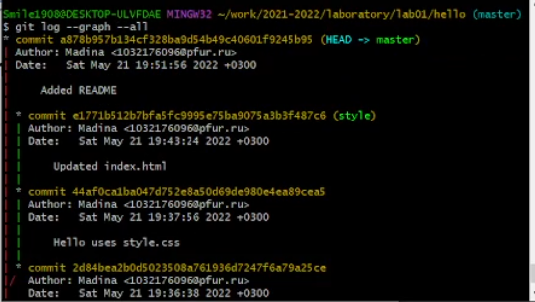 Smile1908@DESKTOP-ULVFDAE MINGW32 ~/work/2021-2022/laboratory/lab01/hello (master)
$ git log --graph --all
* commit a878b957b134cf328ba9d54b49c40601f9245b95 (HEAD -> master)
| Author: Madina <1032176096@pfur.ru>
| Date:   Sat May 21 19:51:56 2022 +0300
|
|     Added README
|
| * commit e1771b512b7bfa5fc9995e75ba9075a3b3f487c6 (style)
| | Author: Madina <1032176096@pfur.ru>
| | Date:   Sat May 21 19:43:24 2022 +0300
| |
| |     Updated index.html
| |
| * commit 44af0ca1ba047d752e8a50d69de980e4ea89cea5
| | Author: Madina <1032176096@pfur.ru>
| | Date:   Sat May 21 19:37:56 2022 +0300
| |
| |     Hello uses style.css
| |
| * commit 2d84bea2b0d5023508a761936d7247f6a79a25ce
|/  Author: Madina <1032176096@pfur.ru>
|   Date:   Sat May 21 19:36:38 2022 +0300